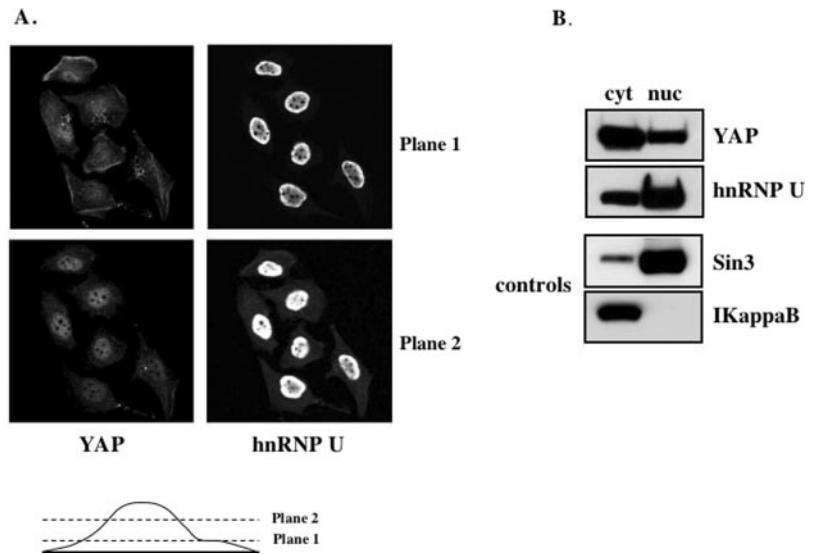 A.
B.
Plane 1
Plane 2
YAP
hnRNP U
Plane 2
Plane 1
cyt nuc
YAP
hnRNP U
controls
Sin3
IKappaB